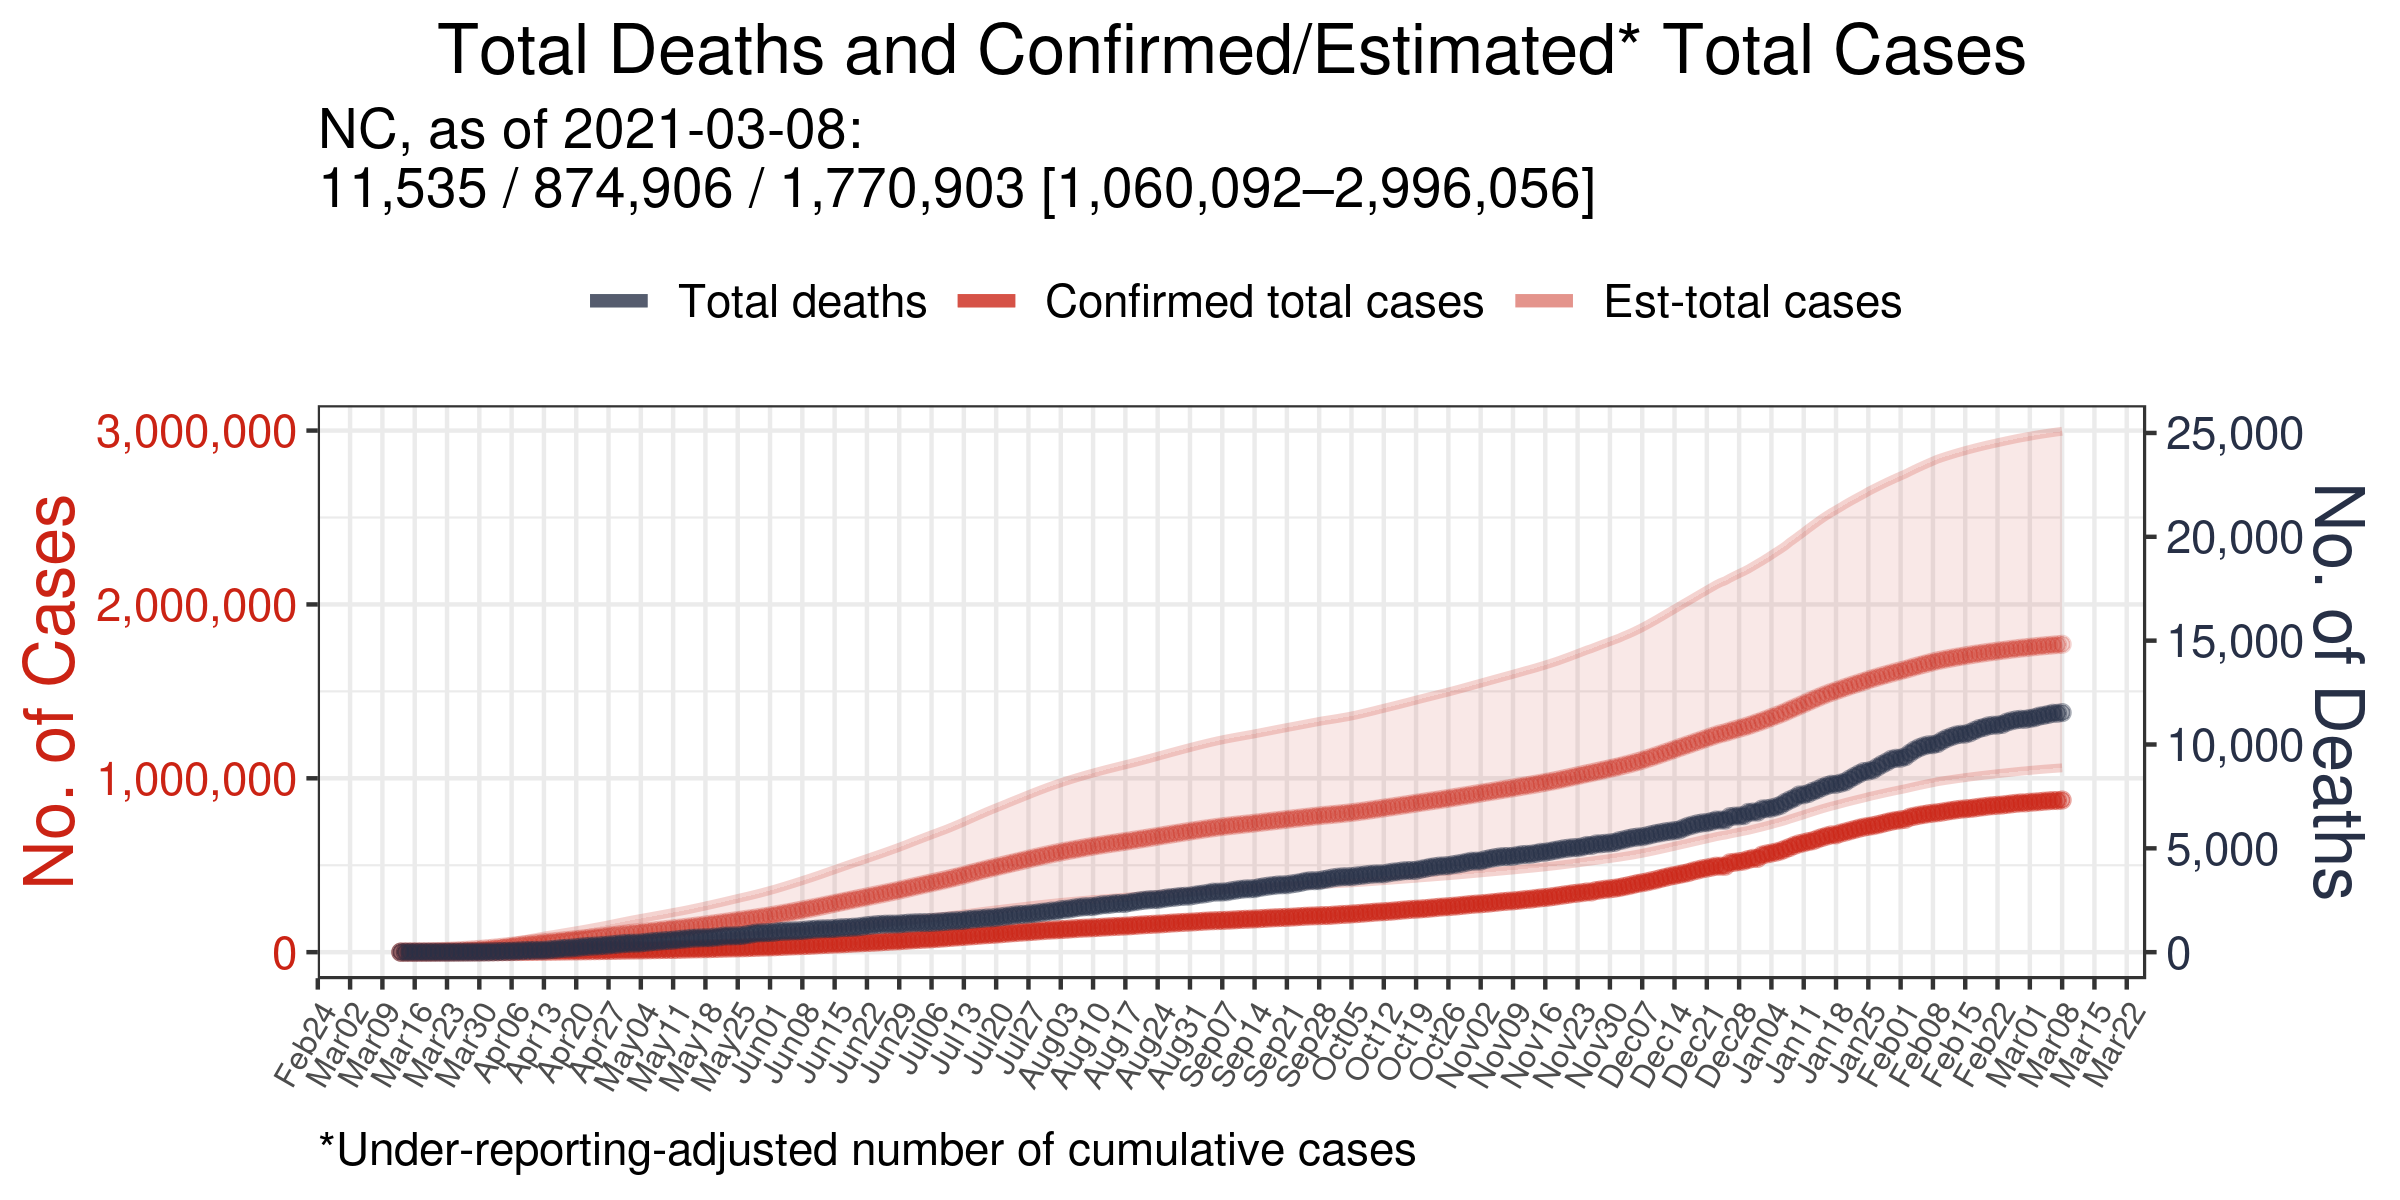 Total Deaths and Confirmed/Estimated* Total Cases
NC, as of 2021-03-08:
11,535 / 874,906 / 1,770,903 [1,060,092–2,996,056]
Total deaths
Confirmed total cases
Est-total cases
No. of Cases
3,000,000
2,000,000
1,000,000
0
25,000
20,000
15,000
10,000
5,000
0
No. of Deaths
Feb24
Mar02
Mar09
Mar16
Mar23
Mar30
Apr06
Apr13
Apr20
Apr27
May04
May11
May18
May25
Jun01
Jun08
Jun15
Jun22
Jun29
Jul06
Jul13
Jul20
Jul27
Aug03
Aug10
Aug17
Aug24
Aug31
Sep07
Sep14
Sep21
Sep28
Oct05
Oct12
Oct19
Oct26
Nov02
Nov09
Nov16
Nov23
Nov30
Dec07
Dec14
Dec21
Dec28
Jan04
Jan11
Jan18
Jan25
Feb01
Feb08
Feb15
Feb22
Mar01
Mar08
Mar15
Mar22
*Under-reporting-adjusted number of cumulative cases